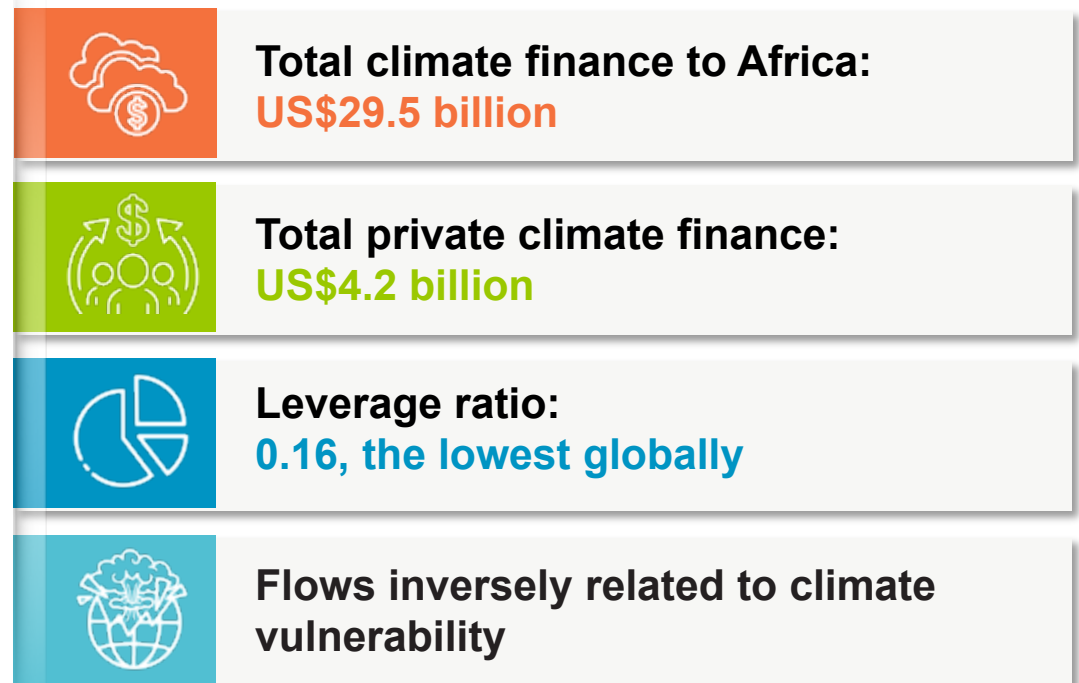 Total climate finance to Africa:
US$29.5 billion
Total private climate finance:
US$4.2 billion
Leverage ratio:
0.16, the lowest globally
Flows inversely related to climate
vulnerability